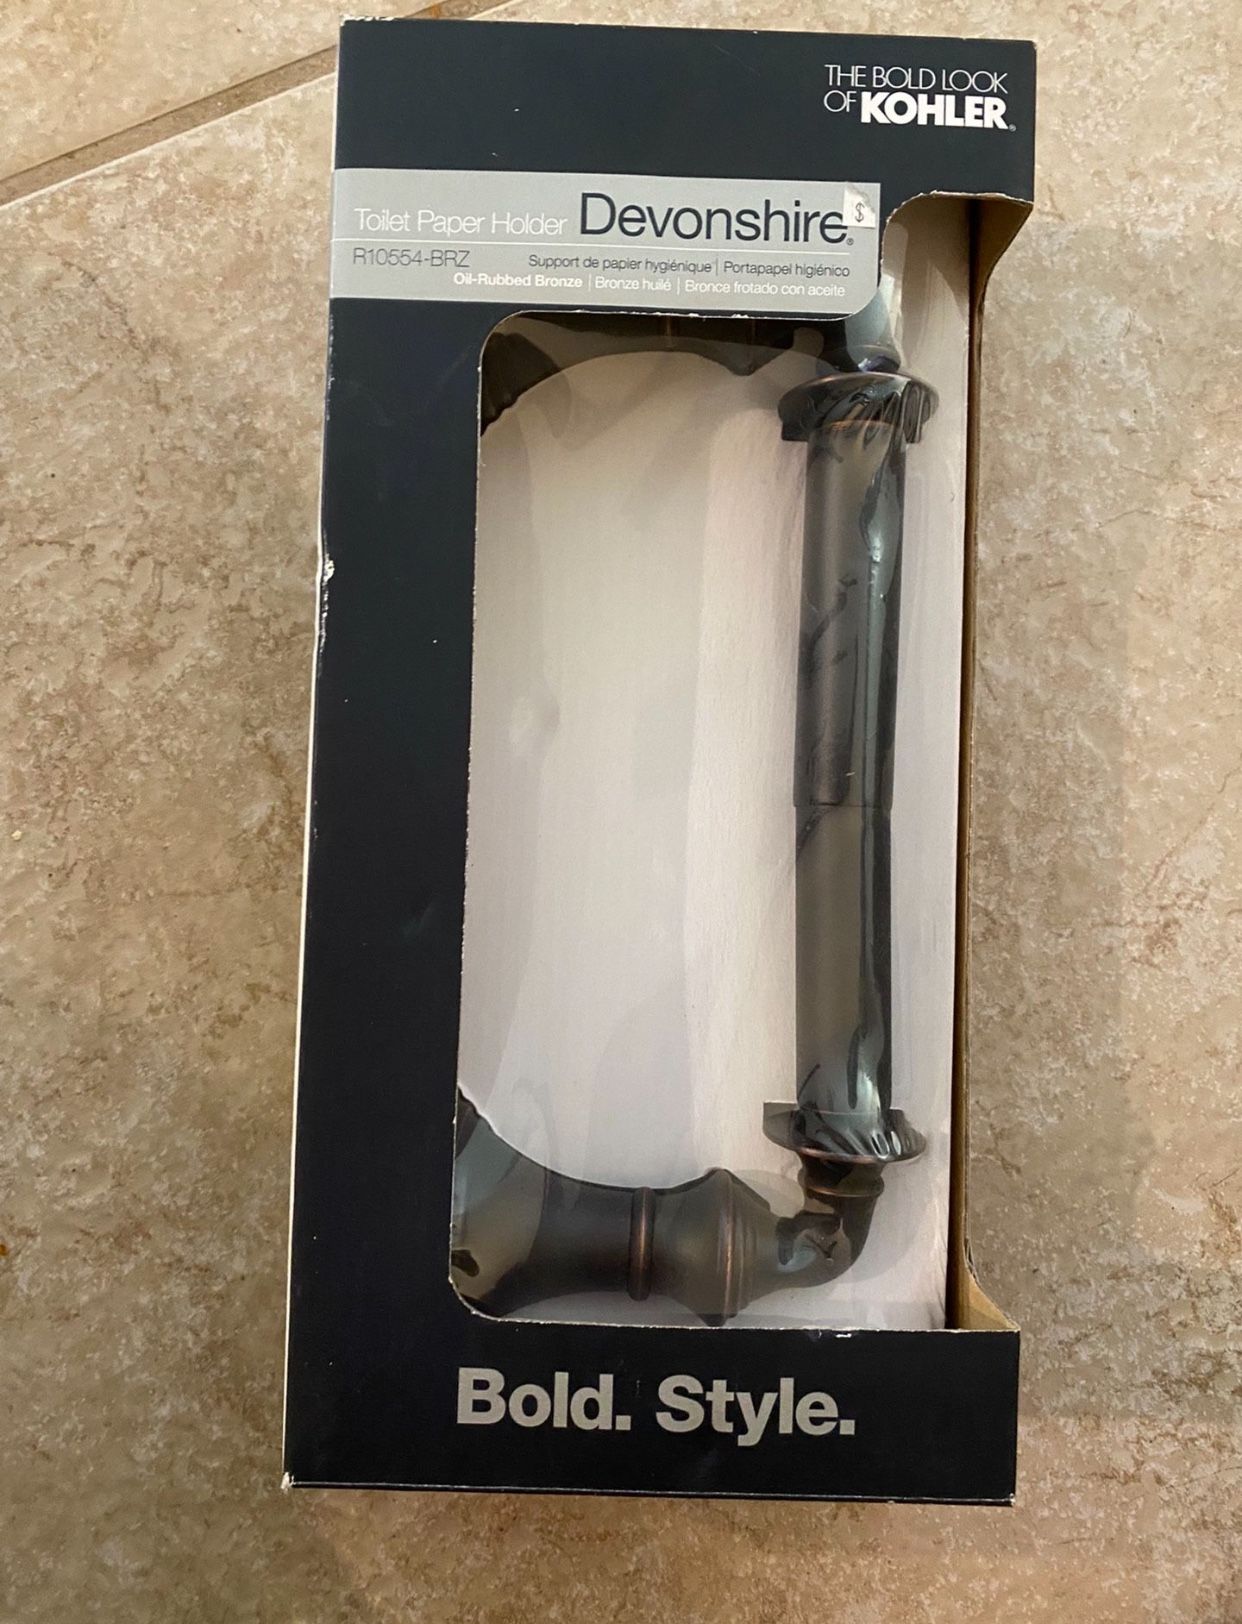 THE BOLD LOOK
OF KOHLER®
Toilet Paper Holder Devonshire®
$
R10554-BRZ Support de papier hygiénique | Portapapel higiénico
Oil-Rubbed Bronze | Bronze huilé | Bronce frotado con aceite
Bold. Style.